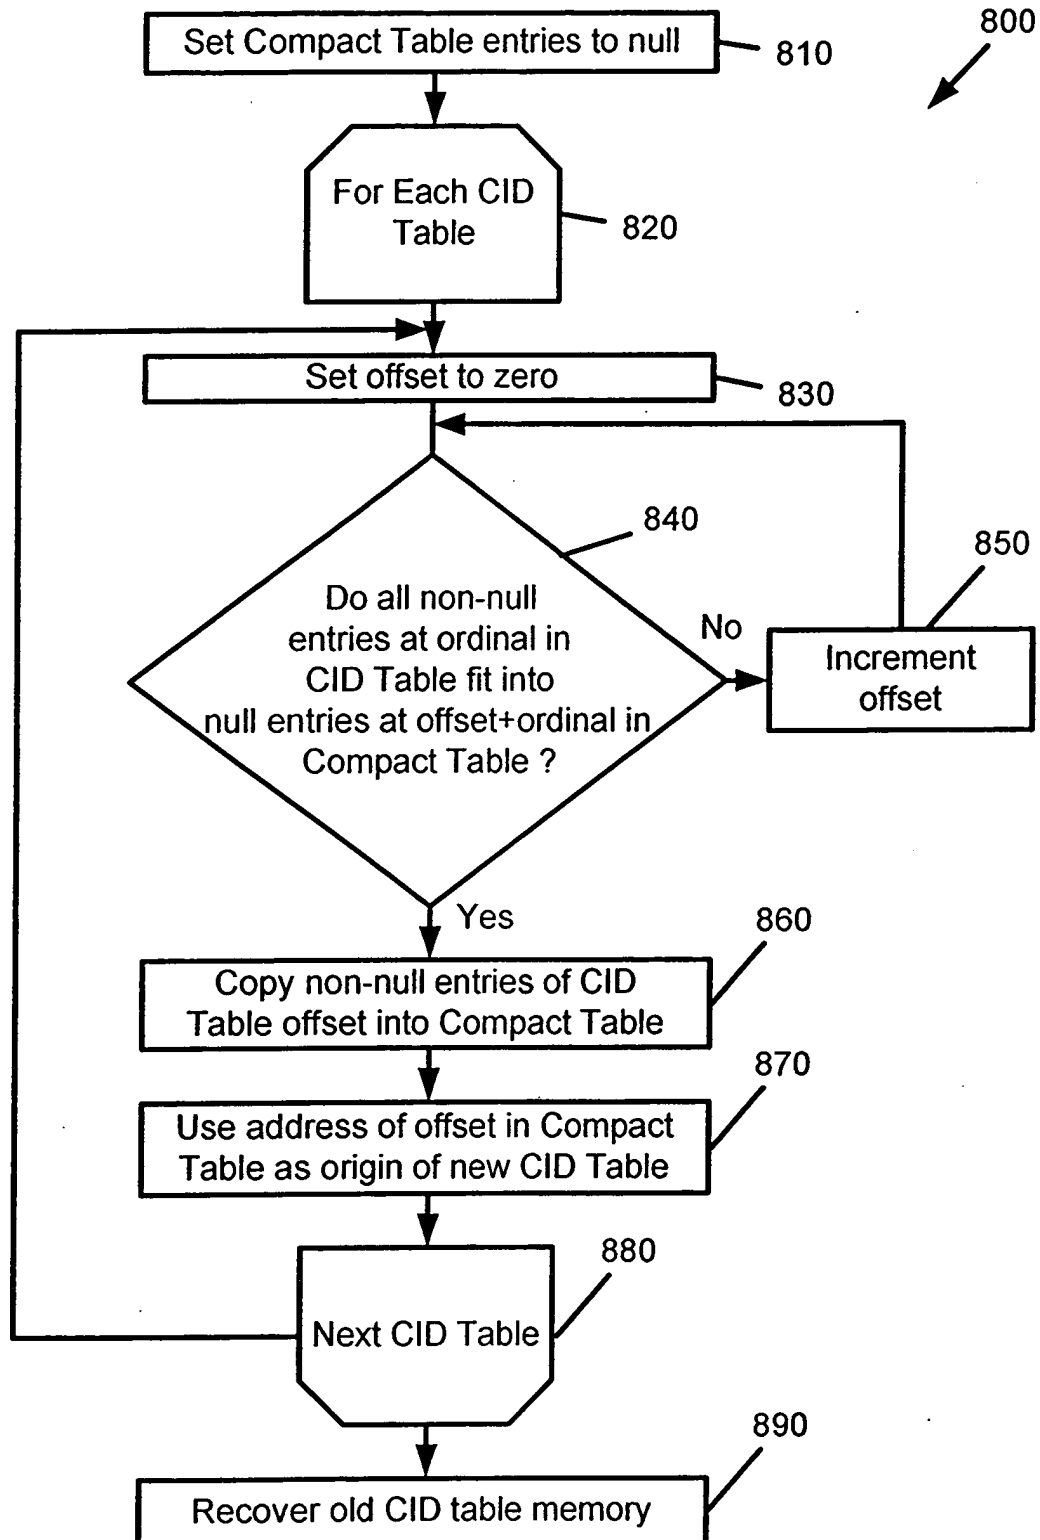 800
Set Compact Table entries to null
810
For Each CID
Table
820
Set offset to zero
830
840
850
Do all non-null
entries at ordinal in
CID Table fit into
null entries at offset+ordinal in
Compact Table ?
No
Increment
offset
Yes
860
Copy non-null entries of CID
Table offset into Compact Table
870
Use address of offset in Compact
Table as origin of new CID Table
880
Next CID Table
890
Recover old CID table memory